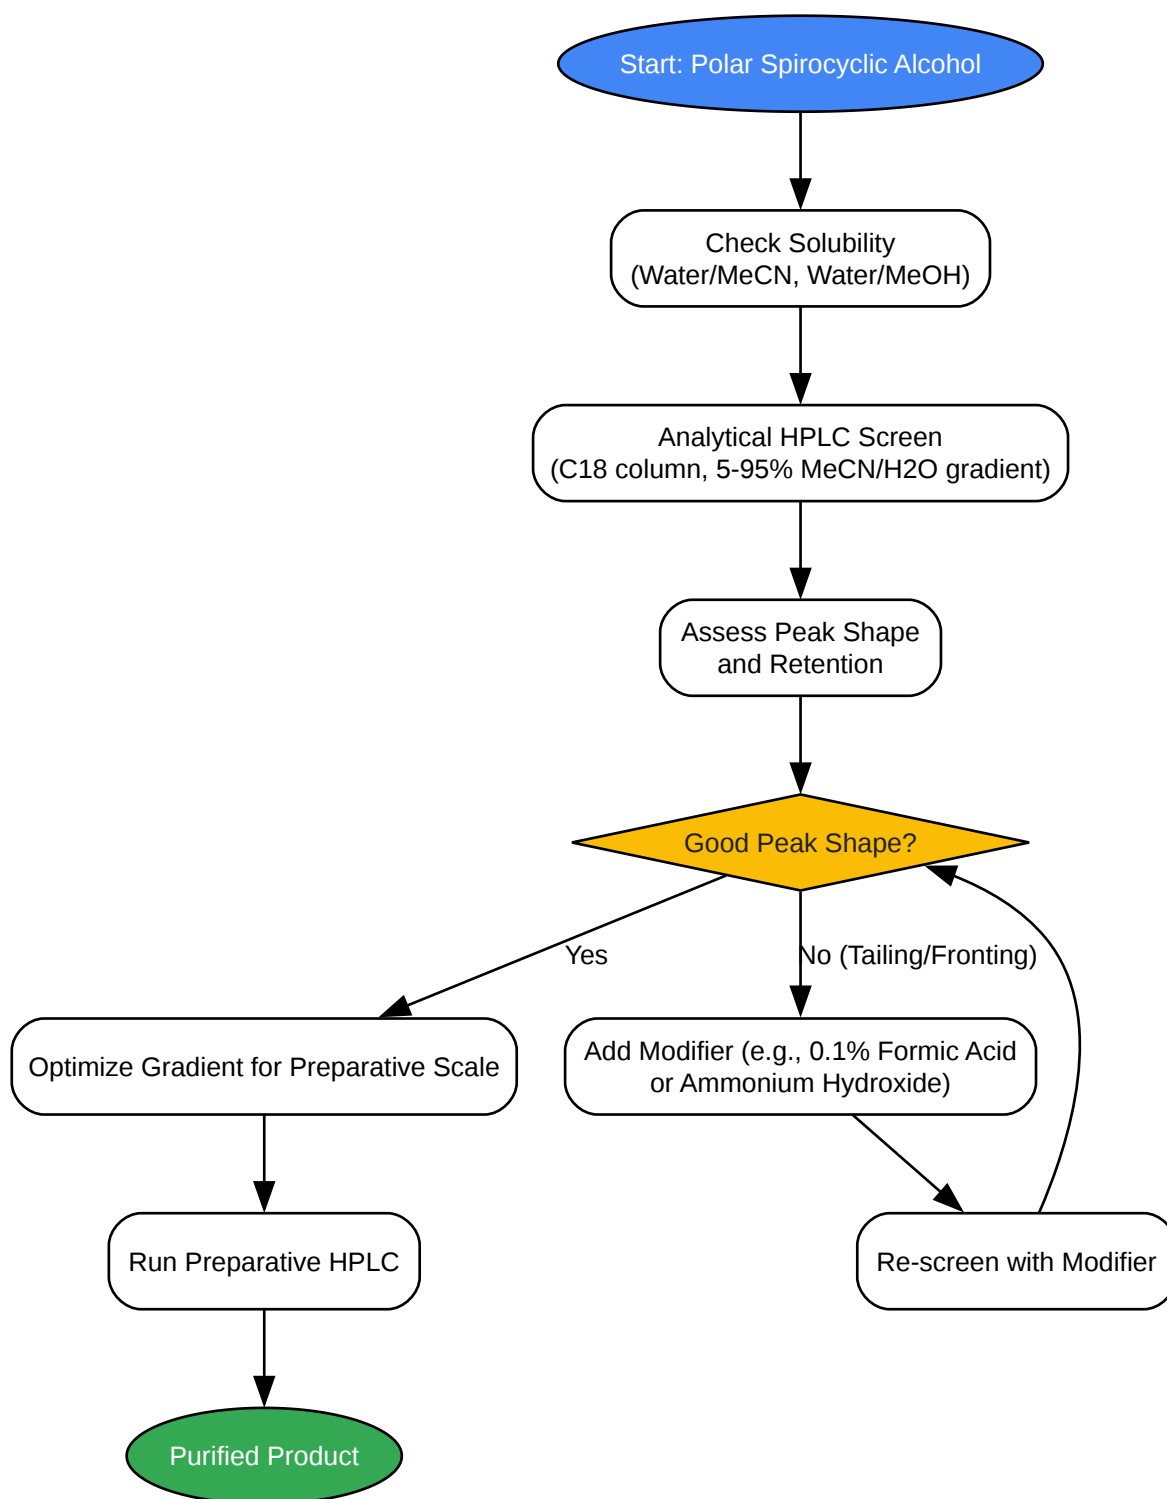 Start: Polar Spirocyclic Alcohol
Check Solubility
(Water/MeCN, Water/MeOH)
Analytical HPLC Screen
(C18 column, 5-95% MeCN/H2O gradient)
Assess Peak Shape
and Retention
Good Peak Shape?
Yes
No (Tailing/Fronting)
Optimize Gradient for Preparative Scale
Add Modifier (e.g., 0.1% Formic Acid
or Ammonium Hydroxide)
Run Preparative HPLC
Re-screen with Modifier
Purified Product